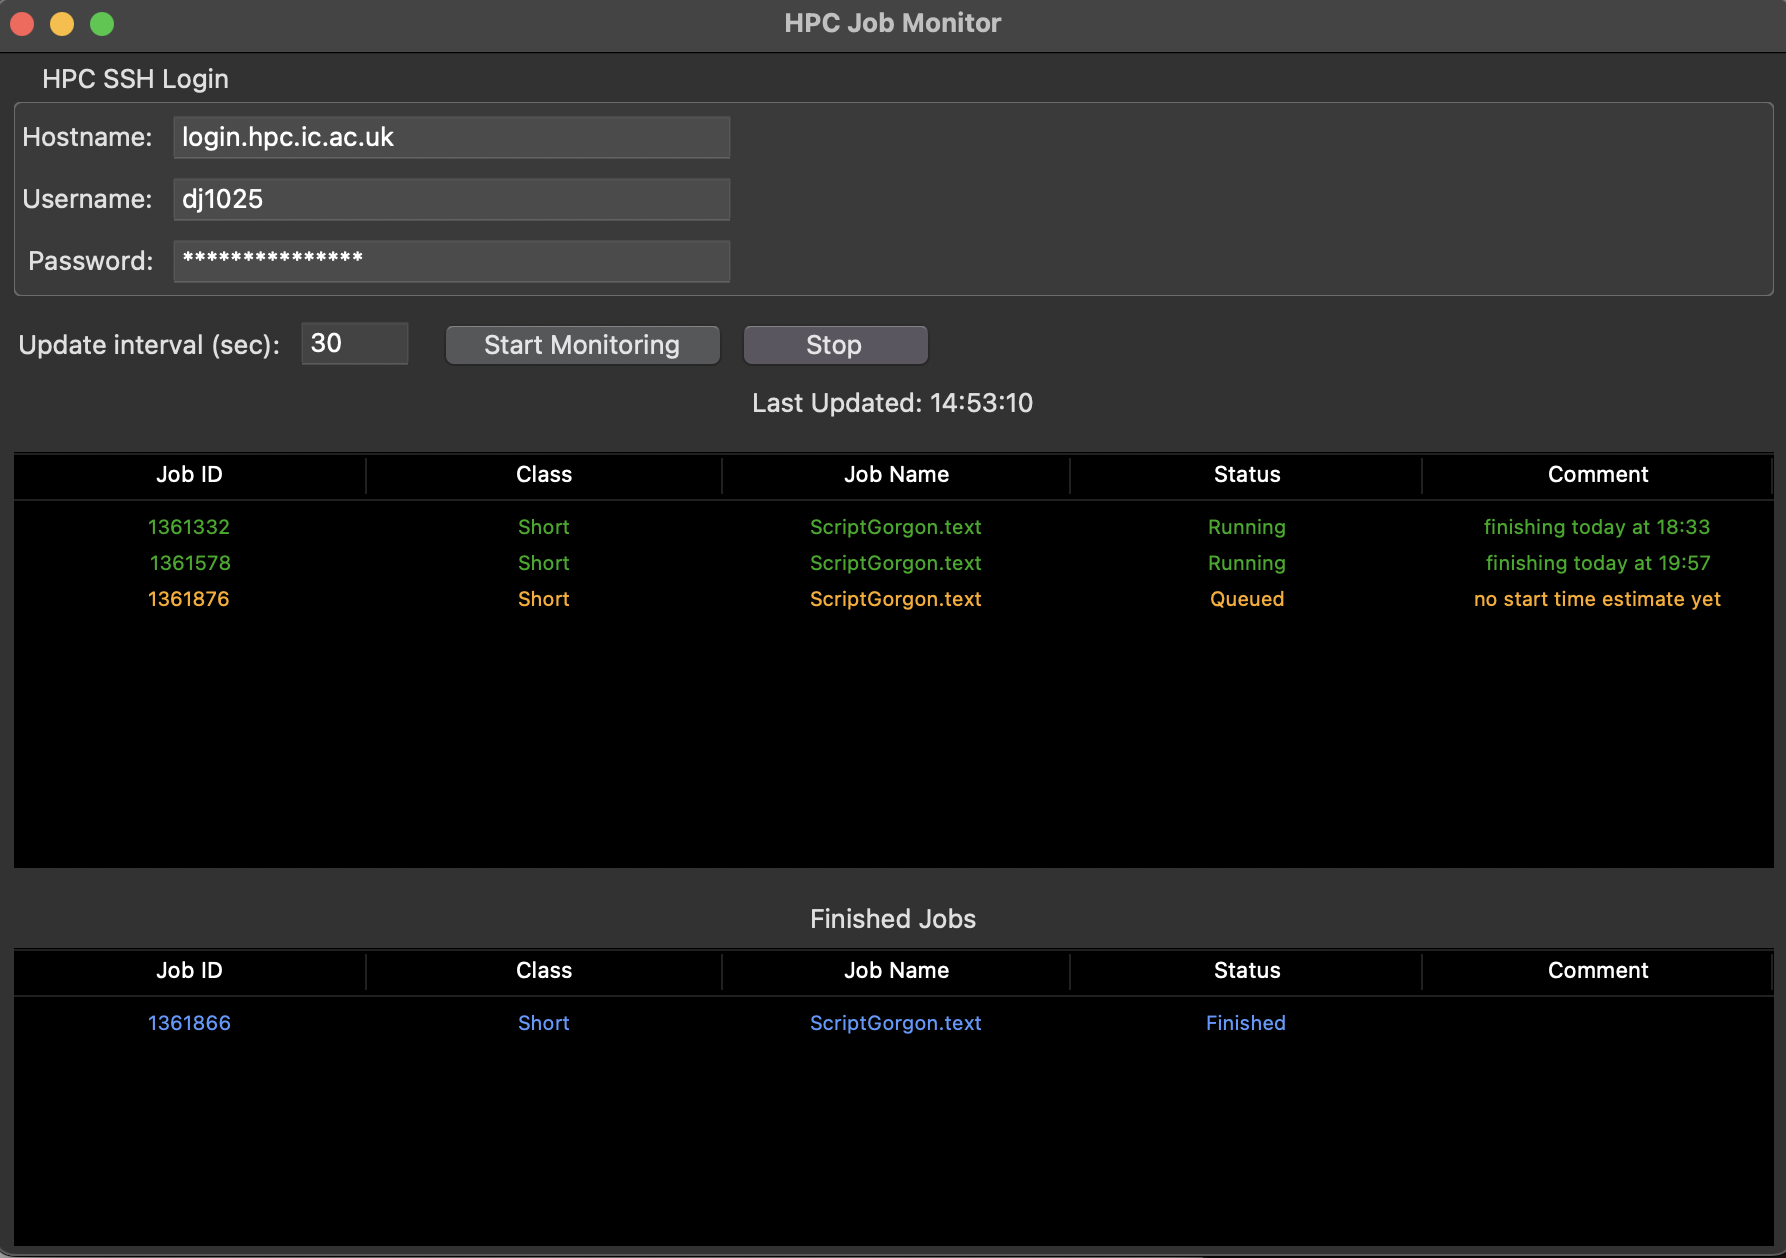 HPC Job Monitor
HPC SSH Login
Hostname: login.hpc.ic.ac.uk
Username: dj1025
Password: ***************
Update interval (sec): 30 Start Monitoring Stop
Last Updated: 14:53:10
Job ID Class Job Name Status Comment
1361332 Short ScriptGorgon.text Running finishing today at 18:33
1361578 Short ScriptGorgon.text Running finishing today at 19:57
1361876 Short ScriptGorgon.text Queued no start time estimate yet
Finished Jobs
Job ID Class Job Name Status Comment
1361866 Short ScriptGorgon.text Finished